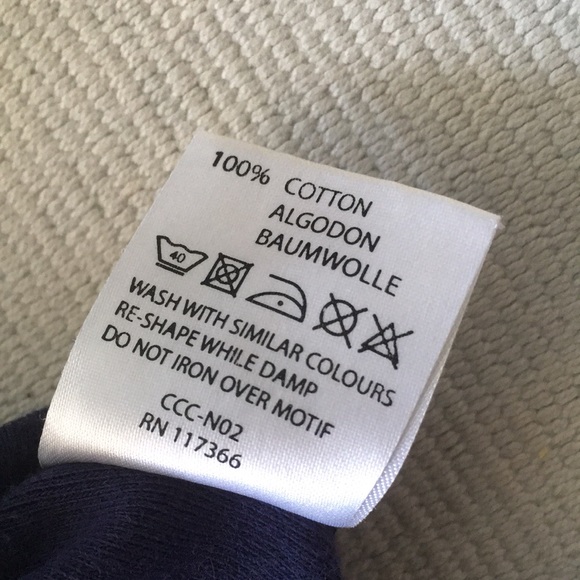 100% COTTON
ALGODON
BAUMWOLLE
40
WASH WITH SIMILAR COLOURS
RE-SHAPE WHILE DAMP
DO NOT IRON OVER MOTIF
CCC-N02
RN 117366